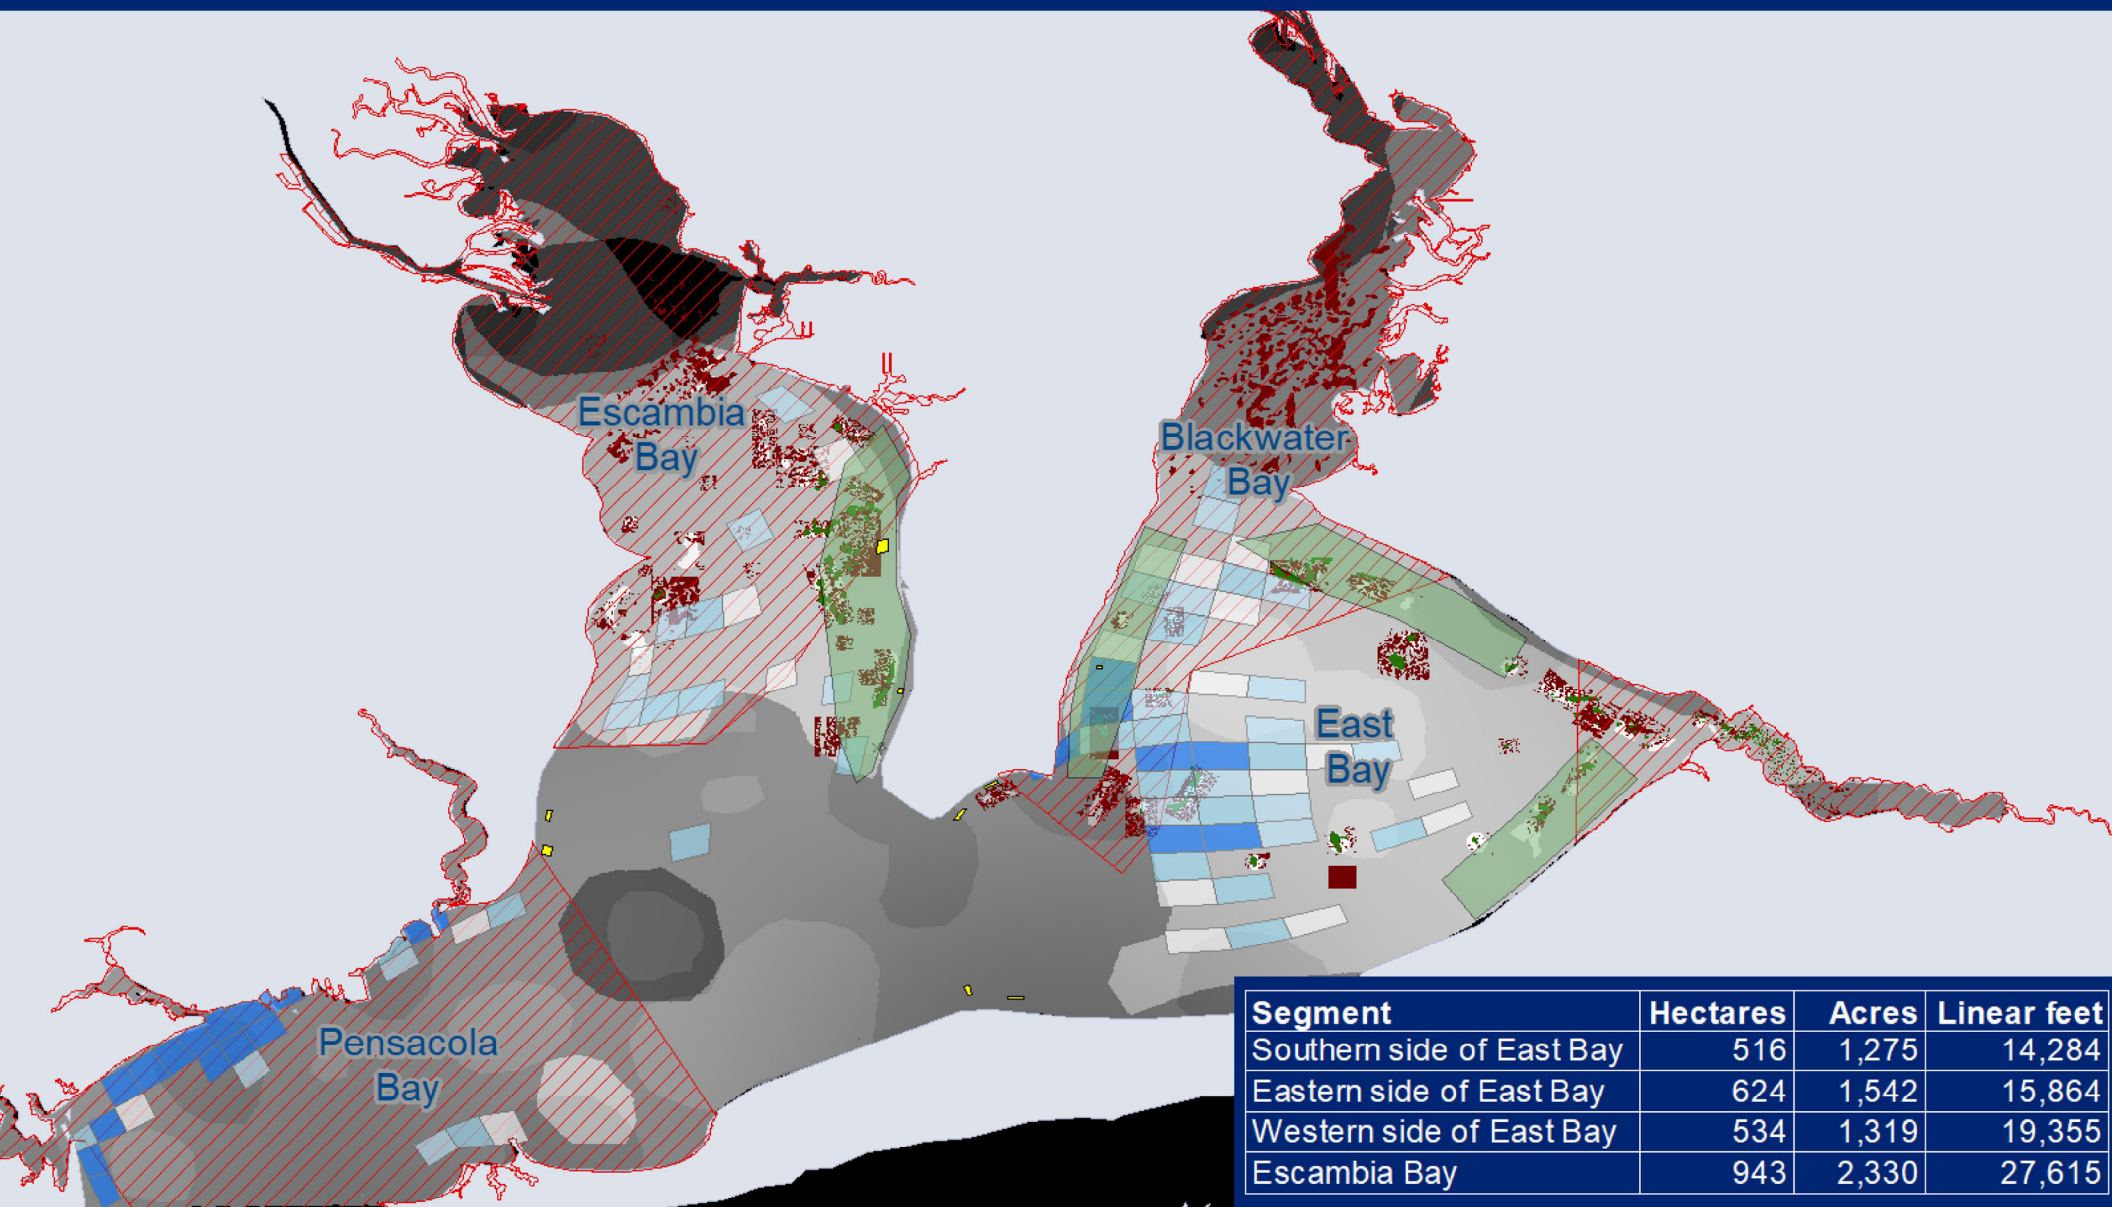 Escambia
Bay
Blackwater
Bay
East
Bay
Pensacola
Bay
Segment Hectares Acres Linear feet
Southern side of East Bay 516 1,275 14,284
Eastern side of East Bay 624 1,542 15,864
Western side of East Bay 534 1,319 19,355
Escambia Bay 943 2,330 27,615